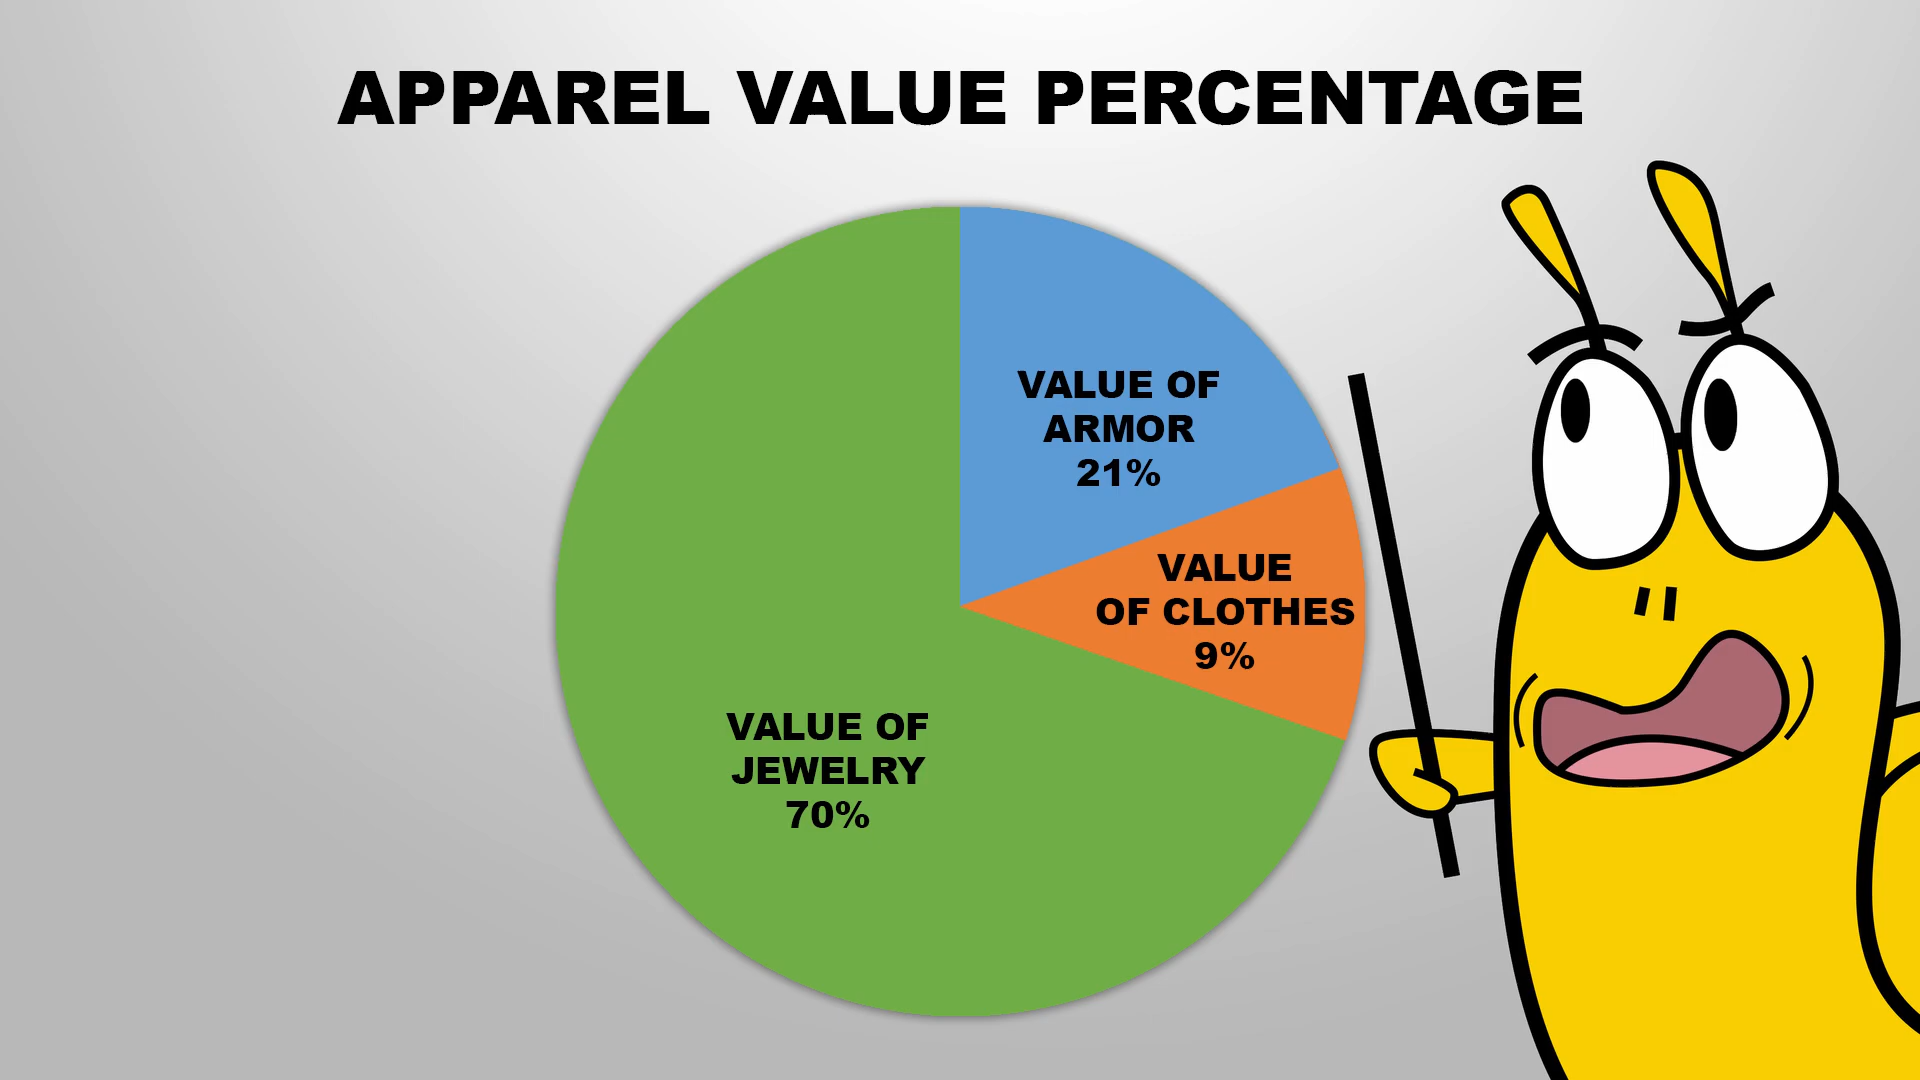 APPAREL VALUE PERCENTAGE
VALUE OF
ARMOR
21%
VALUE
OF CLOTHES
9%
VALUE OF
JEWELRY
70%